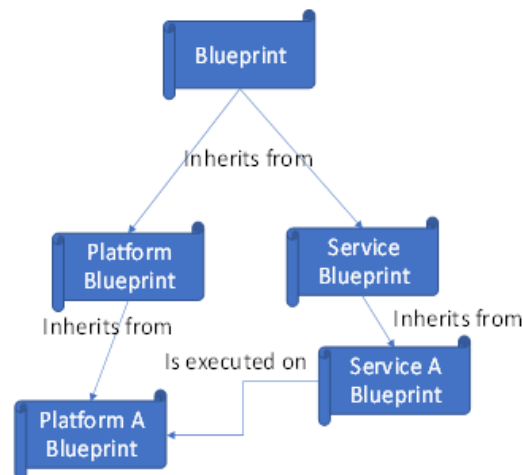 Blueprint
Inherits from
Platform
Blueprint
Service
Blueprint
Inherits from
Inherits from
Is executed on
Service A
Blueprint
Platform A
Blueprint